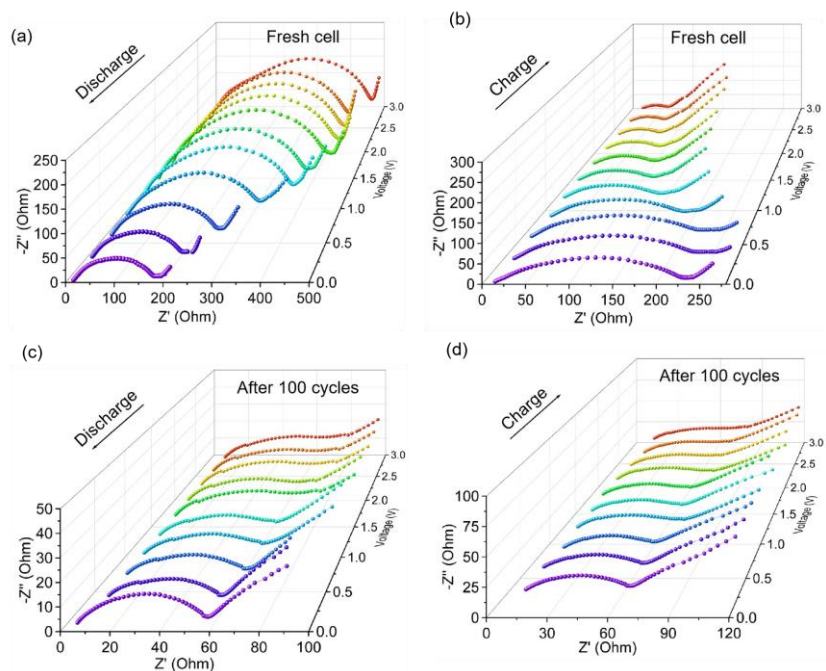 (a)
Discharge
Fresh cell
-Z'' (Ohm)
250
200
150
100
50
0
0 100 200 300 400 500
Z' (Ohm)
3.0
2.5
2.0
1.5
1.0
0.5
0.0
Voltage (V)
(b)
Charge
Fresh cell
-Z'' (Ohm)
300
250
200
150
100
50
0
0 50 100 150 200 250
Z' (Ohm)
3.0
2.5
2.0
1.5
1.0
0.5
0.0
Voltage (V)
(c)
Discharge
After 100 cycles
-Z'' (Ohm)
50
40
30
20
10
0
0 20 40 60 80 100
Z' (Ohm)
3.0
2.5
2.0
1.5
1.0
0.5
0.0
Voltage (V)
(d)
Charge
After 100 cycles
-Z'' (Ohm)
100
75
50
25
0
0 30 60 90 120
Z' (Ohm)
3.0
2.5
2.0
1.5
1.0
0.5
0.0
Voltage (V)